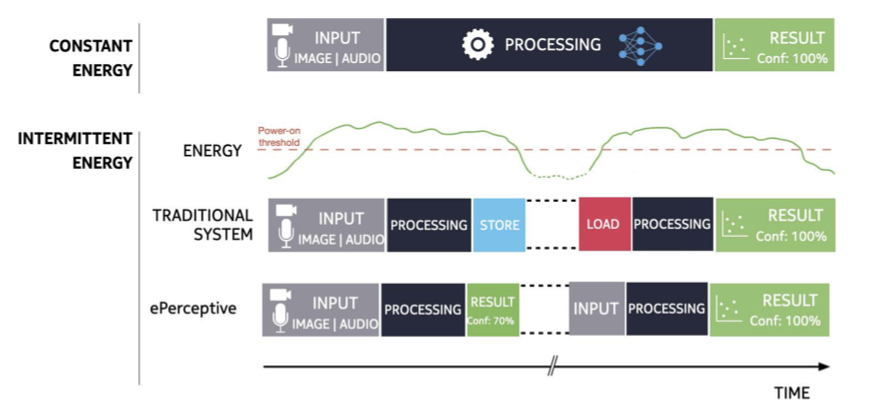 CONSTANT
ENERGY
INPUT
IMAGE | AUDIO
PROCESSING
RESULT
Conf: 100%
INTERMITTENT
ENERGY
ENERGY
Power-on
threshold
TRADITIONAL
SYSTEM
INPUT
IMAGE | AUDIO
PROCESSING
STORE
LOAD
PROCESSING
RESULT
Conf: 100%
ePerceptive
INPUT
IMAGE | AUDIO
PROCESSING
RESULT
Conf: 70%
INPUT
PROCESSING
RESULT
Conf: 100%
TIME